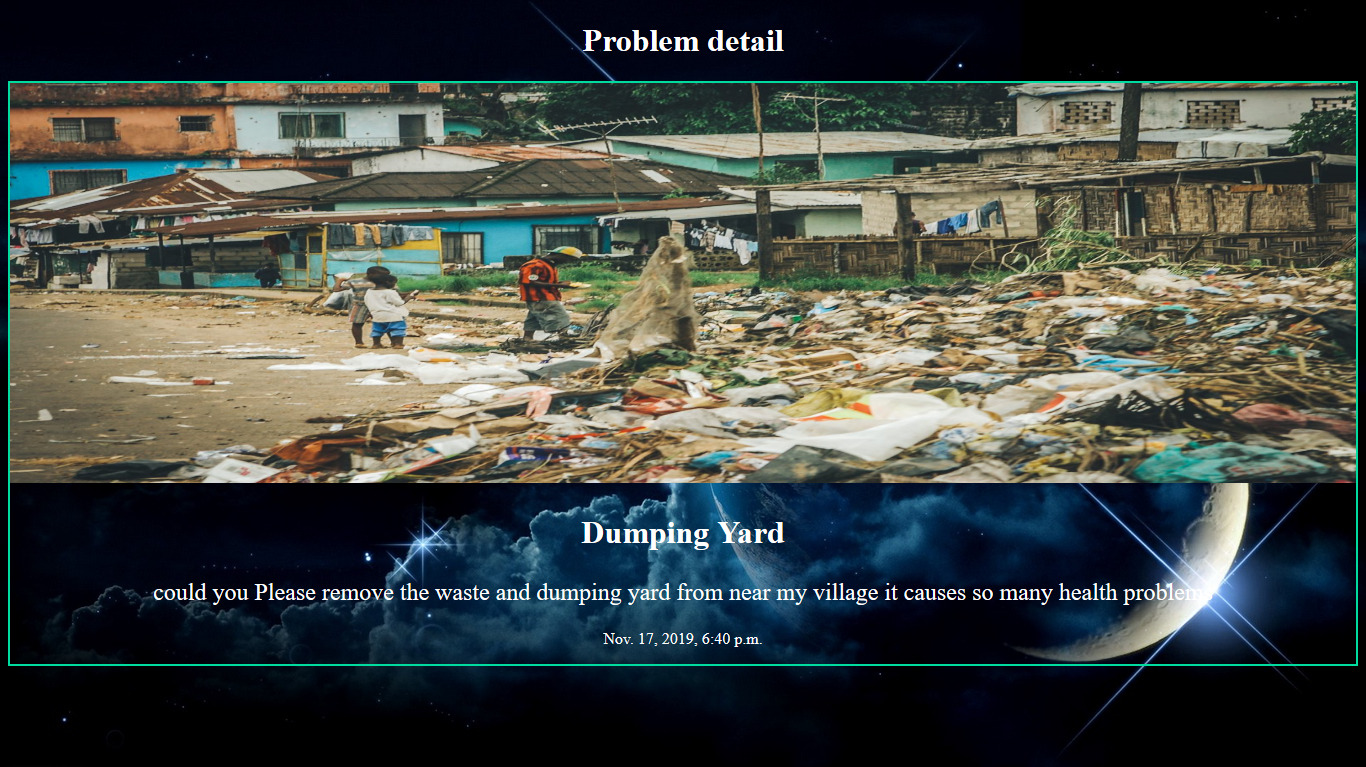 Problem detail
Dumping Yard
could you Please remove the waste and dumping yard from near my village it causes so many health problems
Nov. 17, 2019, 6:40 p.m.